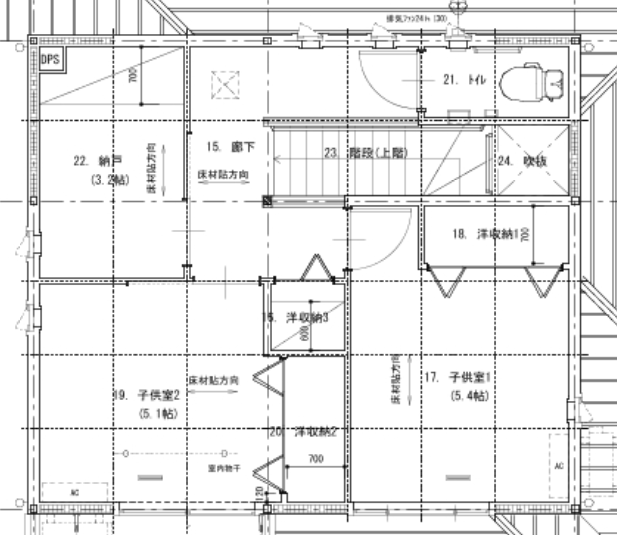 排気ファン24h (30)
DPS
700
21. トイレ
15. 廊下
床材貼方向
23. 階段(上階)
24. 吹抜
22. 納戸
(3.2帖)
床材貼方向
18. 洋収納1
700
16. 洋収納3
600
17. 子供室1
(5.4帖)
床材貼方向
19. 子供室2
(5.1帖)
床材貼方向
20. 洋収納2
700
室内物干
120
AC
AC